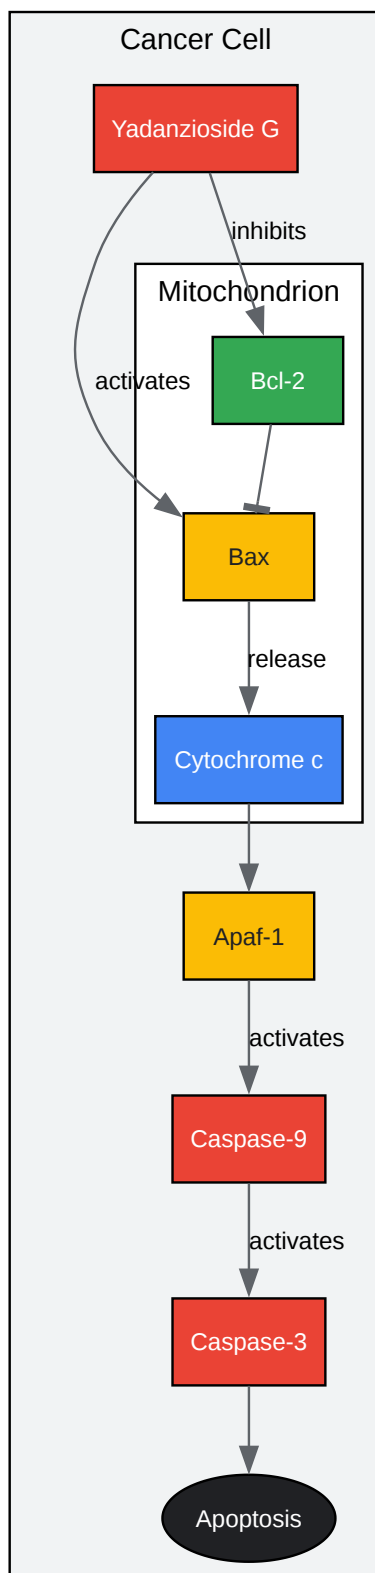 Cancer Cell
Yadanzioside G
inhibits
Mitochondrion
activates
Bcl-2
Bax
release
Cytochrome c
Apaf-1
activates
Caspase-9
activates
Caspase-3
Apoptosis